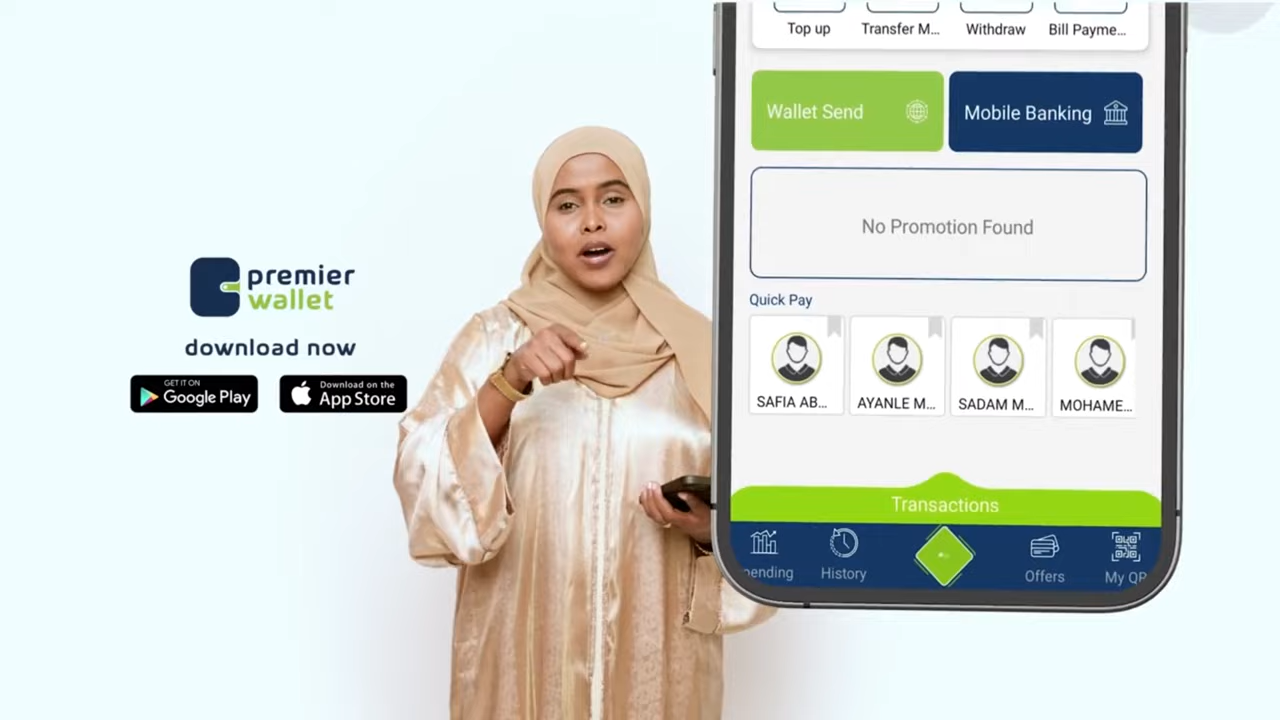 premier
wallet
download now
GET IT ON
Google Play
Download on the
App Store
Top up
Transfer M...
Withdraw
Bill Payme...
Wallet Send
Mobile Banking
No Promotion Found
Quick Pay
SAFIA AB...
AYANLE M...
SADAM M...
MOHAME...
Transactions
pending
History
Offers
My QR